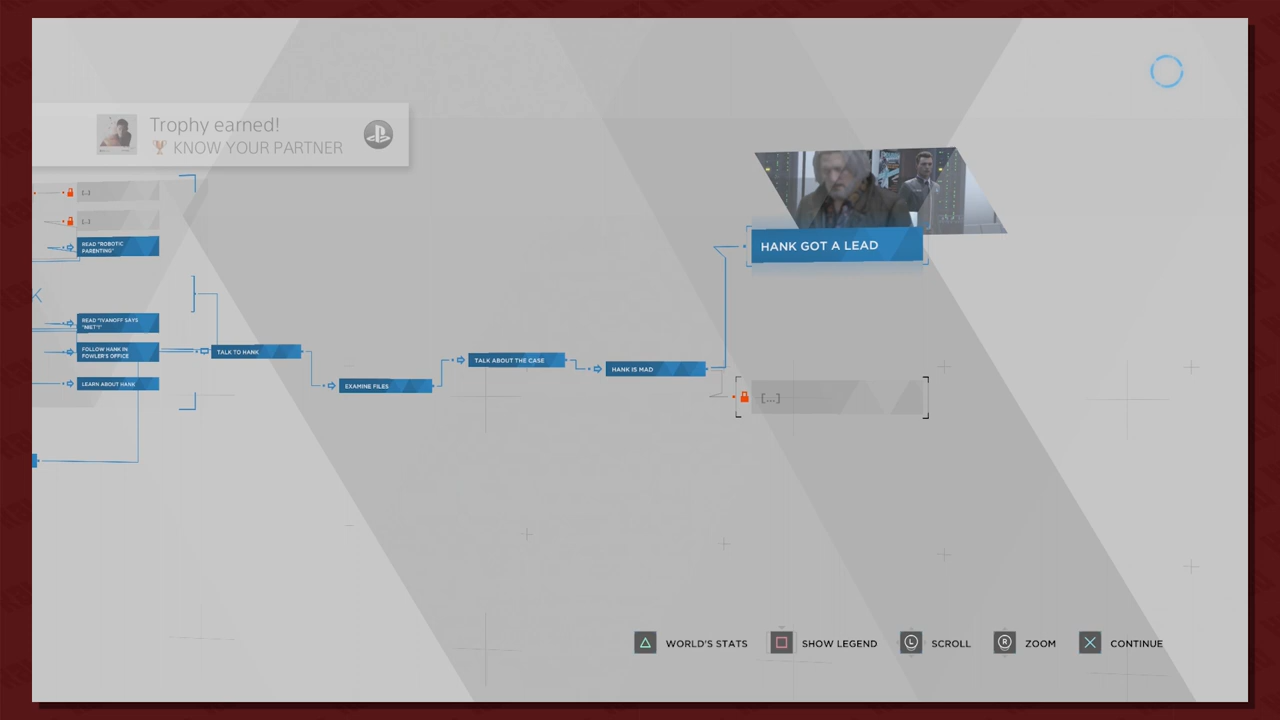 Trophy earned!
KNOW YOUR PARTNER
[...]
[...]
READ "ROBOTIC
PARENTING"
K
READ "IVANOFF SAYS
"NIET"!"
FOLLOW HANK IN
FOWLER'S OFFICE
LEARN ABOUT HANK
TALK TO HANK
EXAMINE FILES
TALK ABOUT THE CASE
HANK IS MAD
HANK GOT A LEAD
[...]
WORLD'S STATS
SHOW LEGEND
L
SCROLL
R
ZOOM
CONTINUE